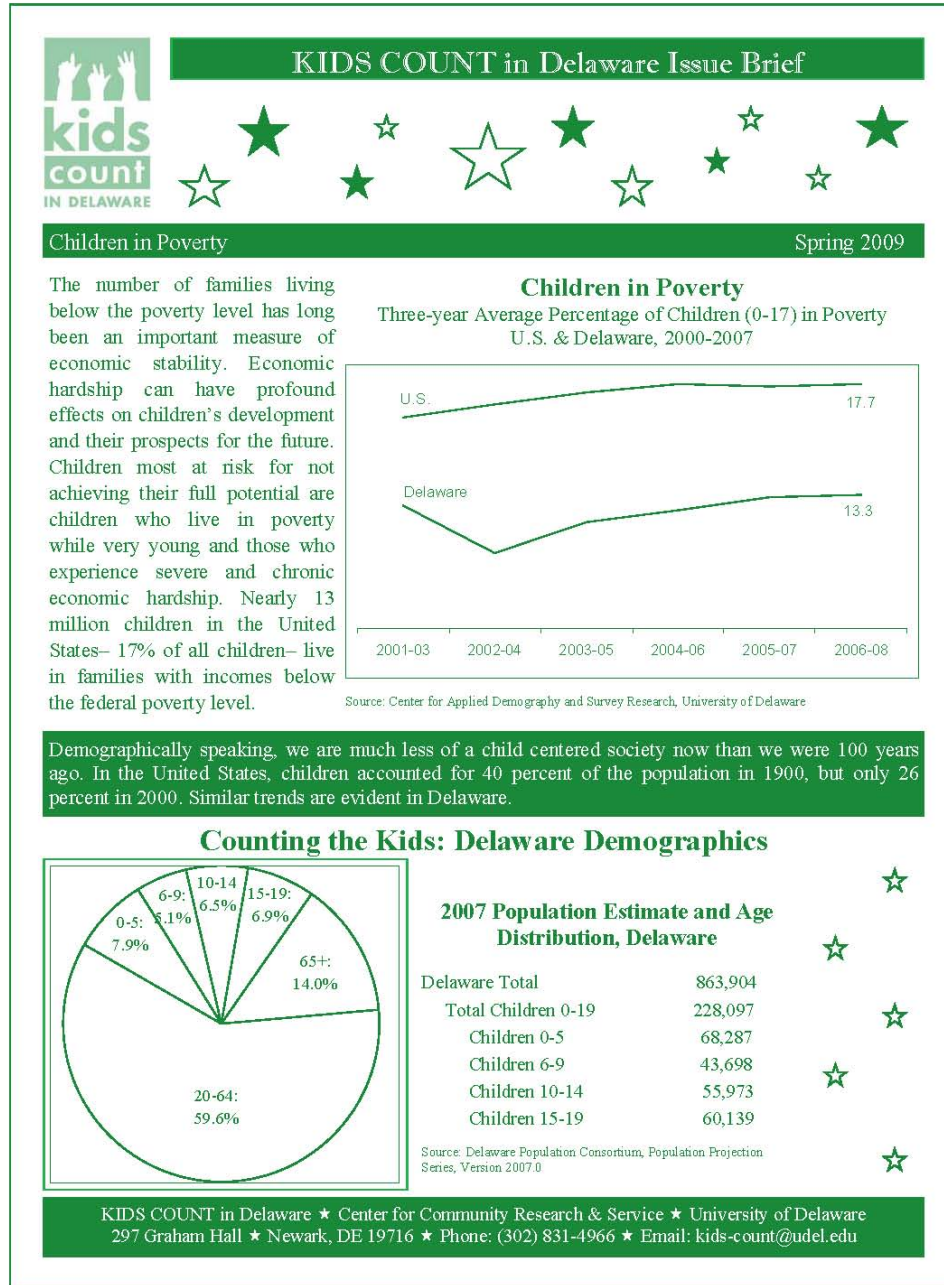 KIDS COUNT in Delaware Issue Brief
kids
count
IN DELAWARE
Children in Poverty Spring 2009
The number of families living
below the poverty level has long
been an important measure of
economic stability. Economic
hardship can have profound
effects on children's development
and their prospects for the future.
Children most at risk for not
achieving their full potential are
children who live in poverty
while very young and those who
experience severe and chronic
economic hardship. Nearly 13
million children in the United
States– 17% of all children– live
in families with incomes below
the federal poverty level.
Children in Poverty
Three-year Average Percentage of Children (0-17) in Poverty
U.S. & Delaware, 2000-2007
U.S.
17.7
Delaware
13.3
2001-03 2002-04 2003-05 2004-06 2005-07 2006-08
Source: Center for Applied Demography and Survey Research, University of Delaware
Demographically speaking, we are much less of a child centered society now than we were 100 years
ago. In the United States, children accounted for 40 percent of the population in 1900, but only 26
percent in 2000. Similar trends are evident in Delaware.
Counting the Kids: Delaware Demographics
0-5:
7.9%
6-9:
5.1%
10-14
6.5%
15-19:
6.9%
65+:
14.0%
20-64:
59.6%
2007 Population Estimate and Age
Distribution, Delaware
Delaware Total 863,904
Total Children 0-19 228,097
Children 0-5 68,287
Children 6-9 43,698
Children 10-14 55,973
Children 15-19 60,139
Source: Delaware Population Consortium, Population Projection
Series, Version 2007.0
KIDS COUNT in Delaware ★ Center for Community Research & Service ★ University of Delaware
297 Graham Hall ★ Newark, DE 19716 ★ Phone: (302) 831-4966 ★ Email: kids-count@udel.edu